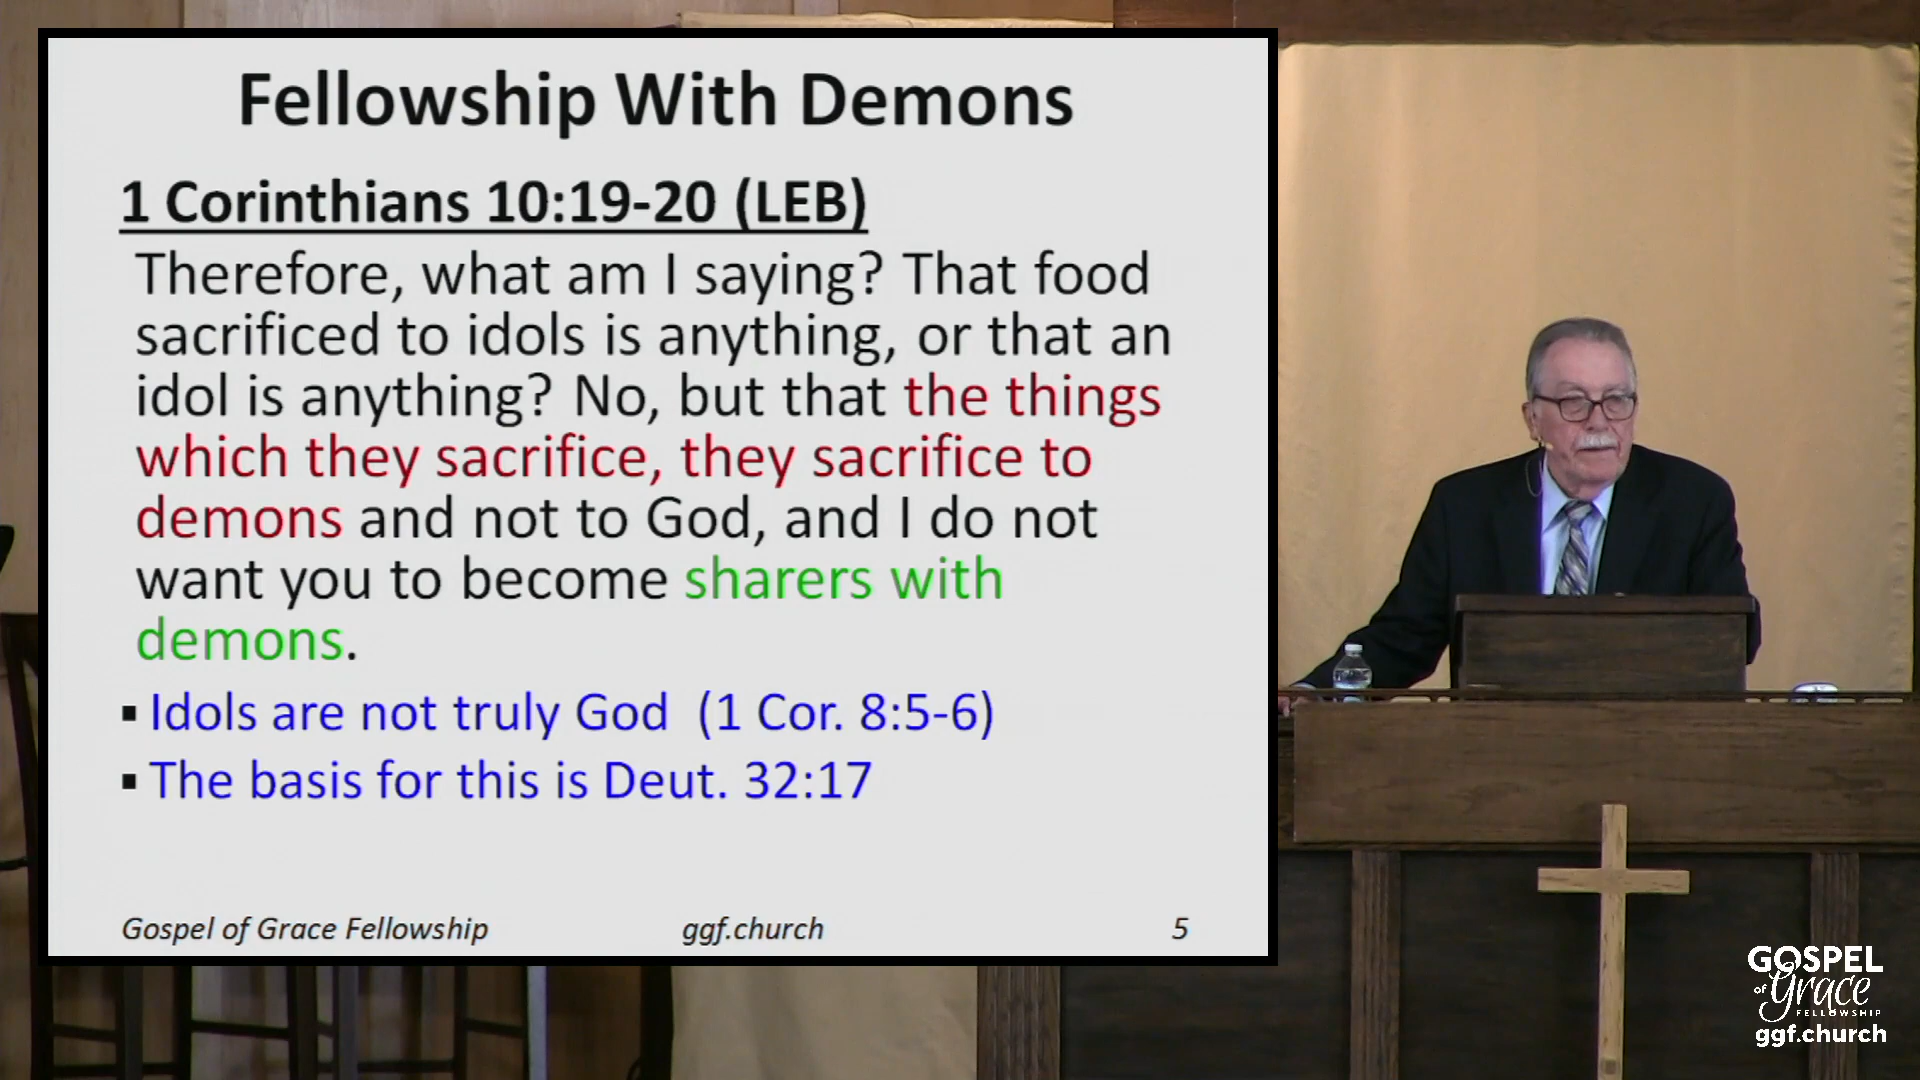 Fellowship With Demons
1 Corinthians 10:19-20 (LEB)
Therefore, what am I saying? That food
sacrificed to idols is anything, or that an
idol is anything? No, but that the things
which they sacrifice, they sacrifice to
demons and not to God, and I do not
want you to become sharers with
demons.
▪ Idols are not truly God (1 Cor. 8:5-6)
▪ The basis for this is Deut. 32:17
Gospel of Grace Fellowship ggf.church 5
GOSPEL
of Grace
FELLOWSHIP
ggf.church